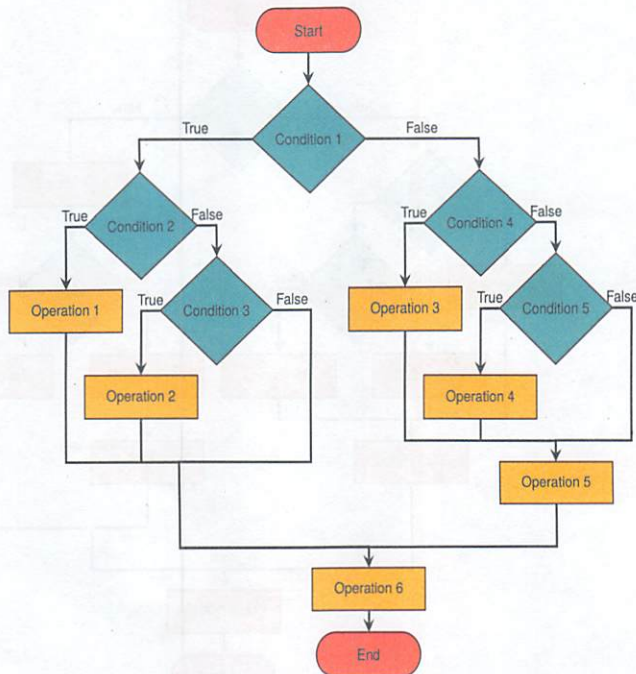 Start
Condition 1
True
False
Condition 2
True
False
Condition 4
True
False
Operation 1
Condition 3
True
False
Operation 3
Condition 5
True
False
Operation 2
Operation 4
Operation 5
Operation 6
End